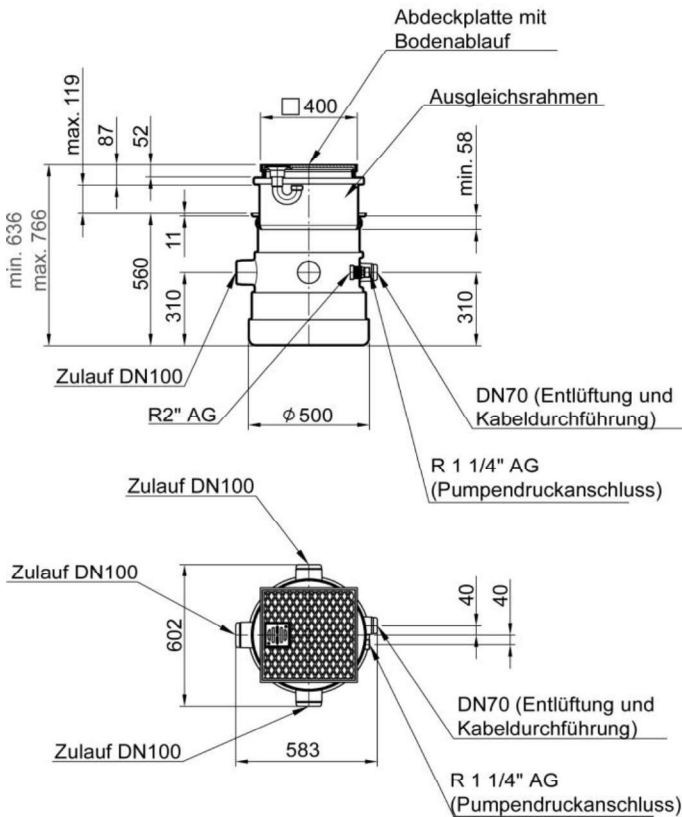 Abdeckplatte mit
Bodenablauf
Ausgleichsrahmen
□ 400
max. 119
87
52
min. 58
min. 636
max. 766
11
560
310
310
Zulauf DN100
R2" AG
ϕ 500
DN70 (Entlüftung und
Kabeldurchführung)
R 1 1/4" AG
(Pumpendruckanschluss)
Zulauf DN100
Zulauf DN100
602
40
40
DN70 (Entlüftung und
Kabeldurchführung)
Zulauf DN100
583
R 1 1/4" AG
(Pumpendruckanschluss)